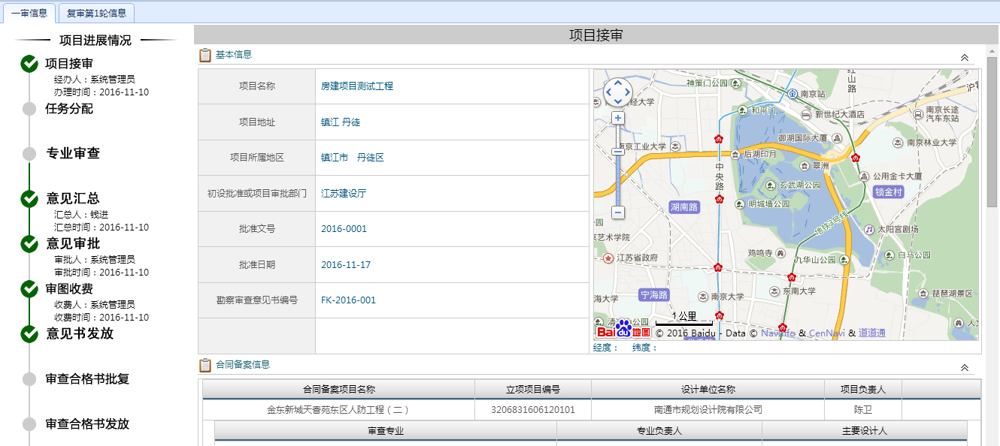 一审信息
复审第1轮信息
项目进展情况
项目接审
经办人：系统管理员
办理时间：2016-11-10
任务分配
专业审查
意见汇总
汇总人：钱进
汇总时间：2016-11-10
意见审批
审批人：系统管理员
审批时间：2016-11-10
审图收费
收费人：系统管理员
收费时间：2016-11-10
意见书发放
审查合格书批复
审查合格书发放
项目接审
基本信息
项目名称 房建项目测试工程
项目地址 镇江 丹徒
项目所属地区 镇江市 丹徒区
初设批准或项目审批部门 江苏建设厅
批准文号 2016-0001
批准日期 2016-11-17
勘察审查意见书编号 FK-2016-001
神策门公园
红山路
沪
南京站
经大学
和平门
新世纪大酒店
南京长途
汽车东站
南京工业大学
御湖国际大厦
南京林业大学
后湖印月
翠洲
中央路
公用金卡大厦
玄武湖公园
锁金村
湖南路
明城墙公园
地铁3号线
太阳宫剧场
艺术学院
江苏省政府
鸡鸣寺
九华山公园
白马公园
宁海路
海大学
南京大学
东南大学
琵琶湖景区
1 公里
Bai du 地图
© 2016 Baidu - Data © NavInfo & CenNavi & 道道通
经度： 纬度：
合同备案信息
合同备案项目名称 立项项目编号 设计单位名称 项目负责人
金东新城天香苑东区人防工程（二） 3206831606120101 南通市规划设计院有限公司 陈卫
审查专业 专业负责人 主要设计人